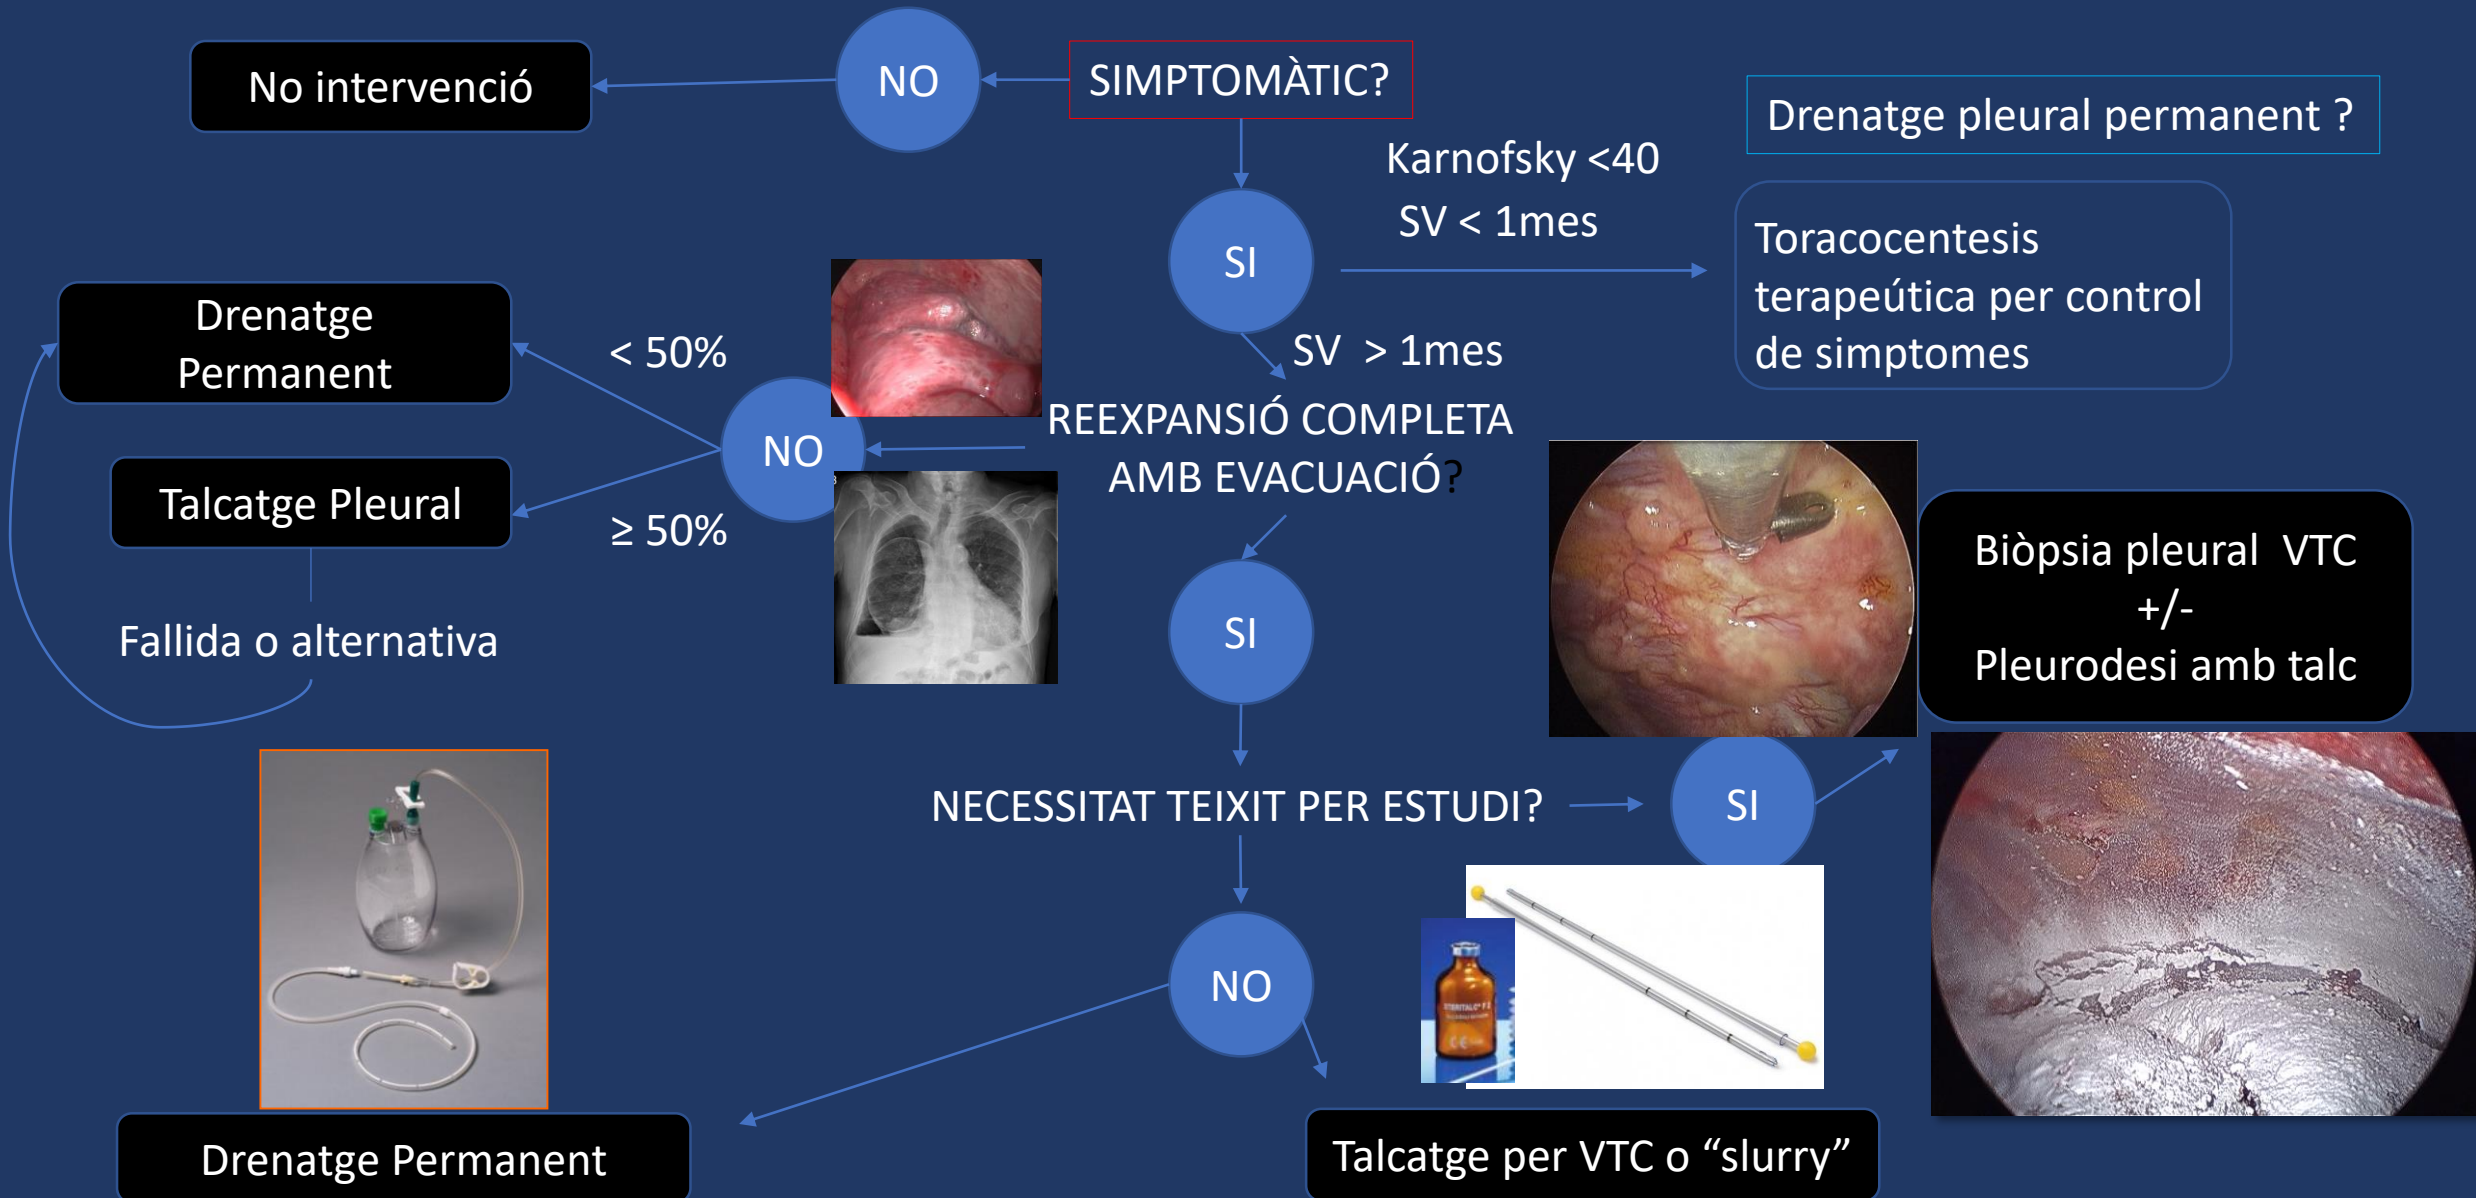 No intervenció
NO
SIMPTOMÀTIC?
Drenatge pleural permanent ?
Karnofsky <40
SV < 1mes
SI
Toracocentesis
terapeútica per control
de simptomes
Drenatge
Permanent
< 50%
SV  > 1mes
NO
REEXPANSIÓ COMPLETA
AMB EVACUACIÓ?
Talcatge Pleural
≥ 50%
Fallida o alternativa
SI
Biòpsia pleural  VTC
+/-
Pleurodesi amb talc
NECESSITAT TEIXIT PER ESTUDI?
SI
NO
Drenatge Permanent
Talcatge per VTC o “slurry”